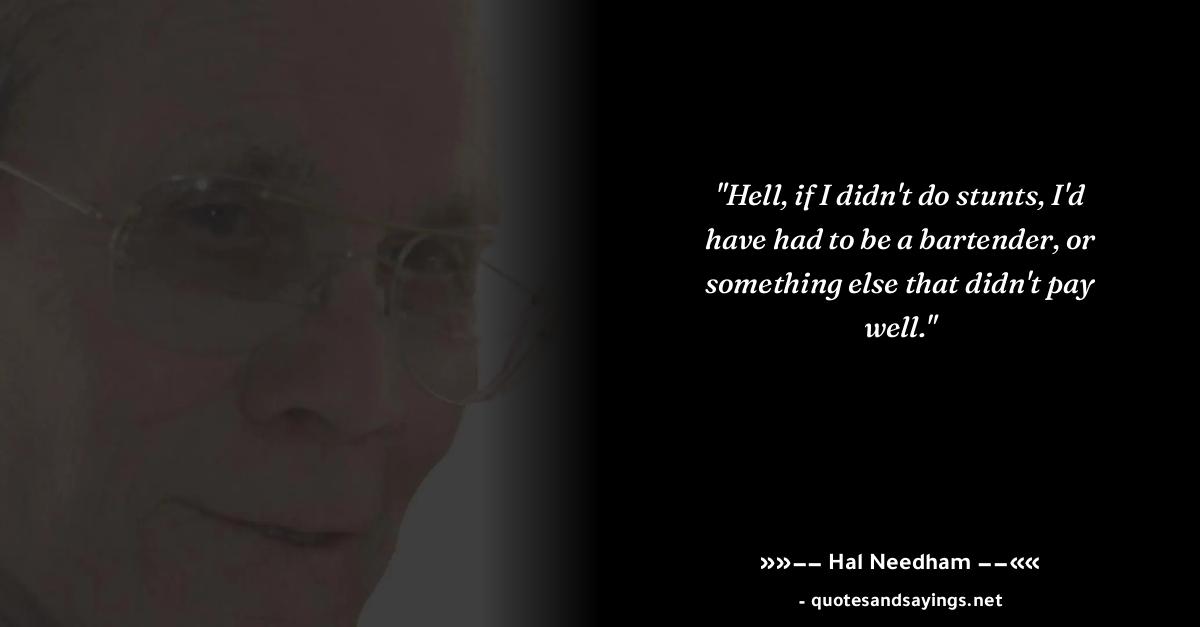 "Hell, if I didn't do stunts, I'd
have had to be a bartender, or
something else that didn't pay
well."
»»–– Hal Needham ––««
- quotesandsayings.net